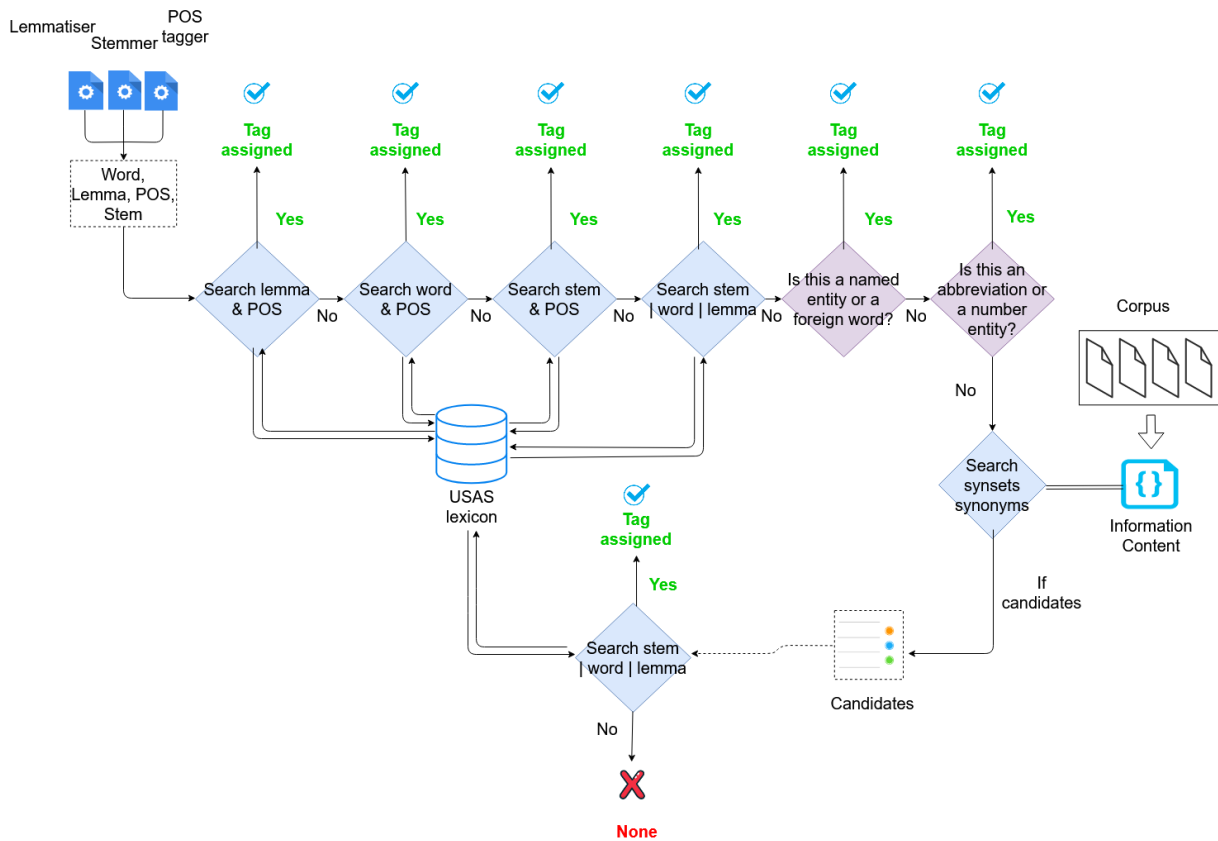 Lemmatiser
Stemmer
POS
tagger
Word,
Lemma, POS,
Stem
Tag
assigned
Tag
assigned
Tag
assigned
Tag
assigned
Tag
assigned
Tag
assigned
Yes
Yes
Yes
Yes
Yes
Yes
Search lemma
& POS
No
Search word
& POS
No
Search stem
& POS
No
Search stem
| word | lemma
No
Is this a named
entity or a
foreign word?
No
Is this an
abbreviation or
a number
entity?
No
Corpus
Search
synsets
synonyms
{}
Information
Content
USAS
lexicon
If
candidates
Candidates
Tag
assigned
Yes
Search stem
| word | lemma
No
None